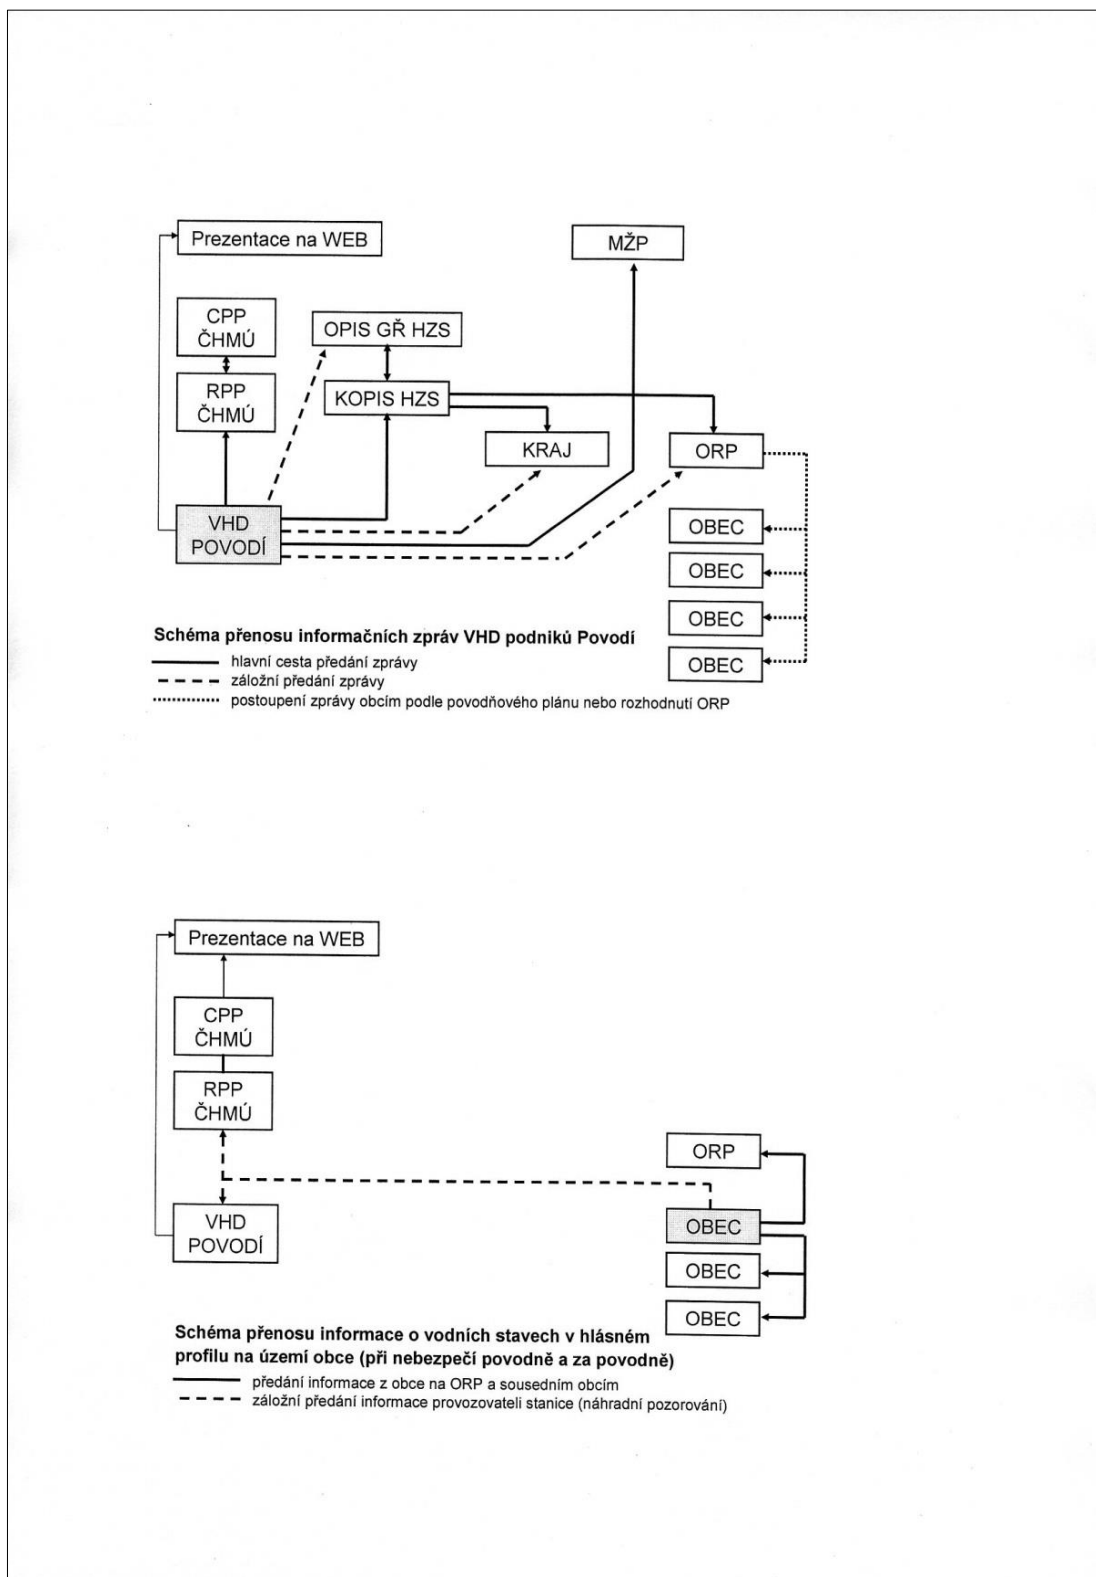 Prezentace na WEB
MŽP
CPP
ČHMÚ
OPIS GŘ HZS
RPP
ČHMÚ
KOPIS HZS
KRAJ
ORP
VHD
POVODÍ
OBEC
OBEC
OBEC
OBEC
Schéma přenosu informačních zpráv VHD podniků Povodí
hlavní cesta předání zprávy
záložní předání zprávy
postoupení zprávy obcím podle povodňového plánu nebo rozhodnutí ORP
Prezentace na WEB
CPP
ČHMÚ
RPP
ČHMÚ
ORP
VHD
POVODÍ
OBEC
OBEC
OBEC
Schéma přenosu informace o vodních stavech v hlásném
profilu na území obce (při nebezpečí povodně a za povodně)
předání informace z obce na ORP a sousedním obcím
záložní předání informace provozovateli stanice (náhradní pozorování)